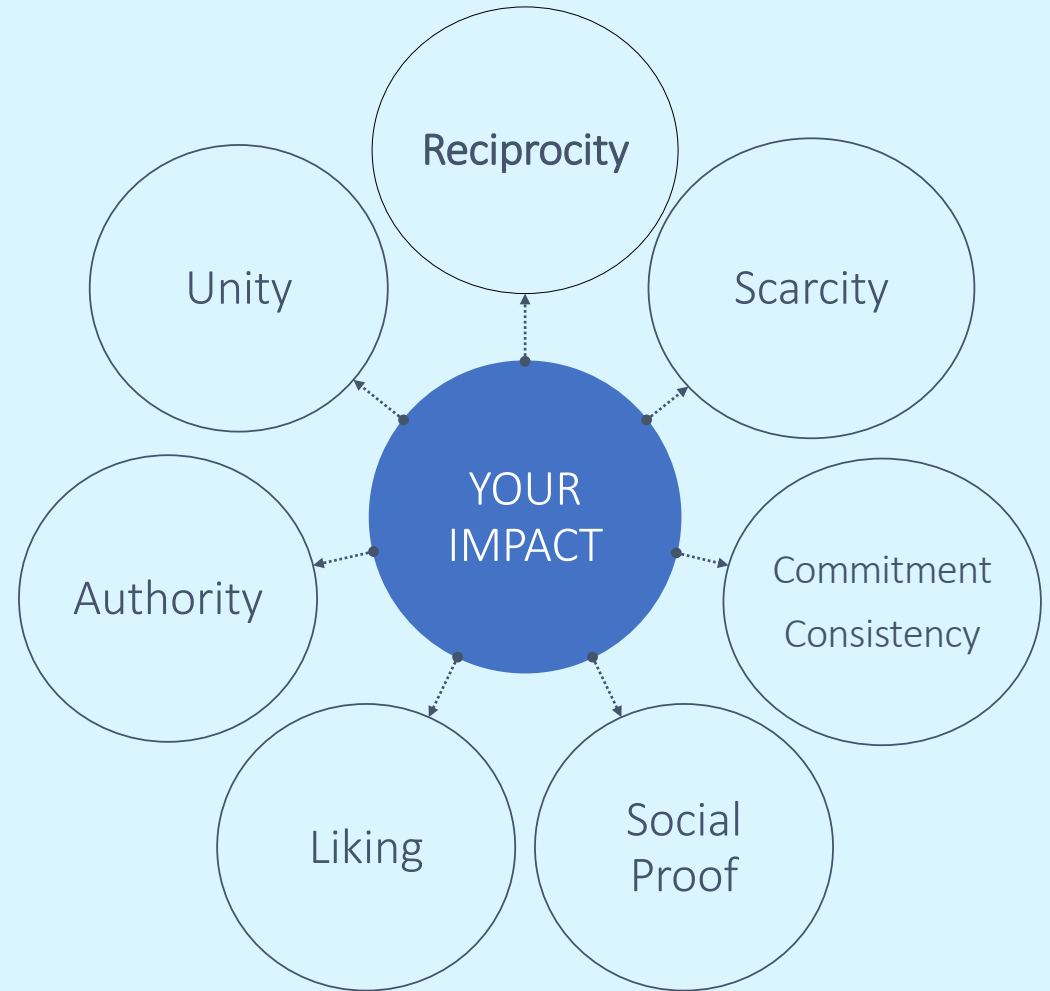 Reciprocity
Unity
Scarcity
YOUR
IMPACT
Authority
Commitment
Consistency
Liking
Social
Proof